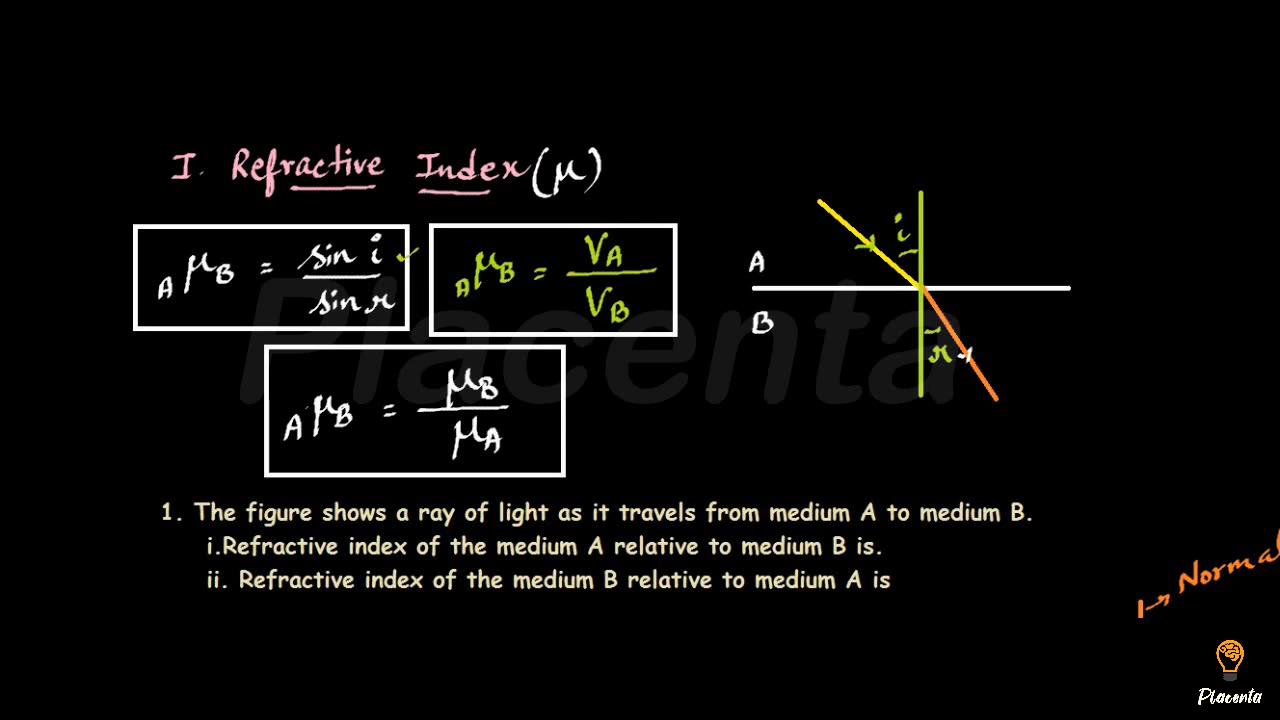 I. Refractive Index (μ)
AμB = sin i / sin r
AμB = VA / VB
AμB = μB / μA
i
A
B
r
1. The figure shows a ray of light as it travels from medium A to medium B.
i.Refractive index of the medium A relative to medium B is.
ii. Refractive index of the medium B relative to medium A is
1→ Normal
Placenta
Placenta